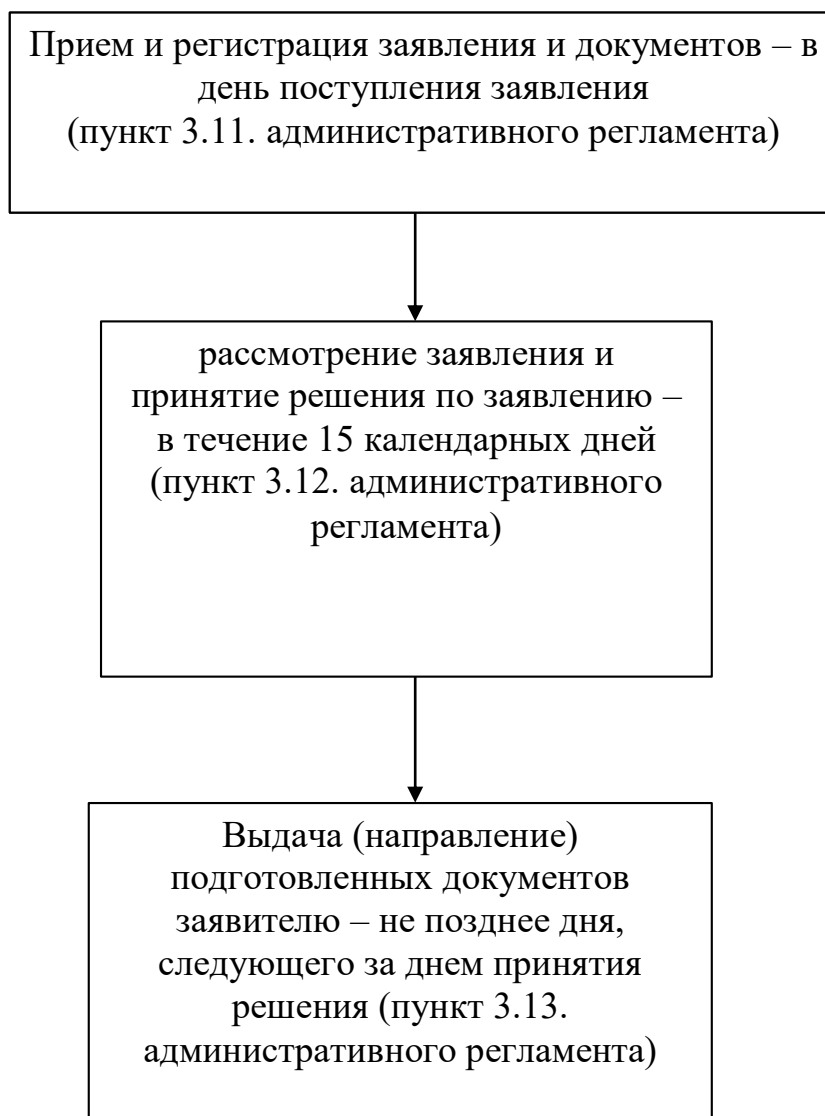 Прием и регистрация заявления и документов – в
день поступления заявления
(пункт 3.11. административного регламента)
рассмотрение заявления и
принятие решения по заявлению –
в течение 15 календарных дней
(пункт 3.12. административного
регламента)
Выдача (направление)
подготовленных документов
заявителю – не позднее дня,
следующего за днем принятия
решения (пункт 3.13.
административного регламента)